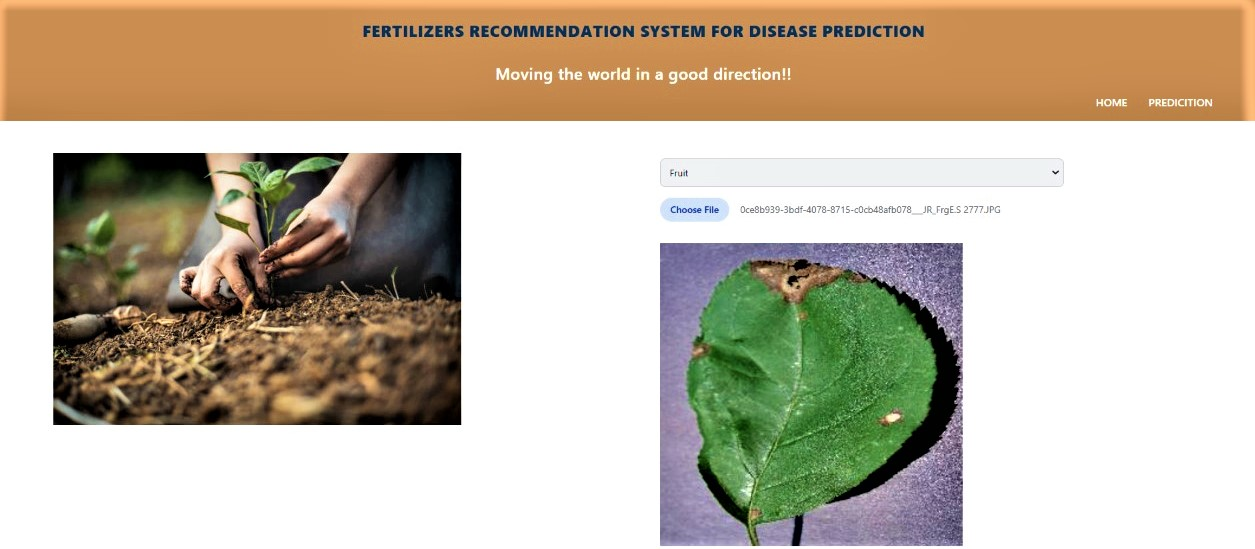 FERTILIZERS RECOMMENDATION SYSTEM FOR DISEASE PREDICTION
Moving the world in a good direction!!
HOME PREDICITION
Fruit
Choose File 0ce8b939-3bdf-4078-8715-c0cb48afb078___JR_FrgE.S 2777.JPG